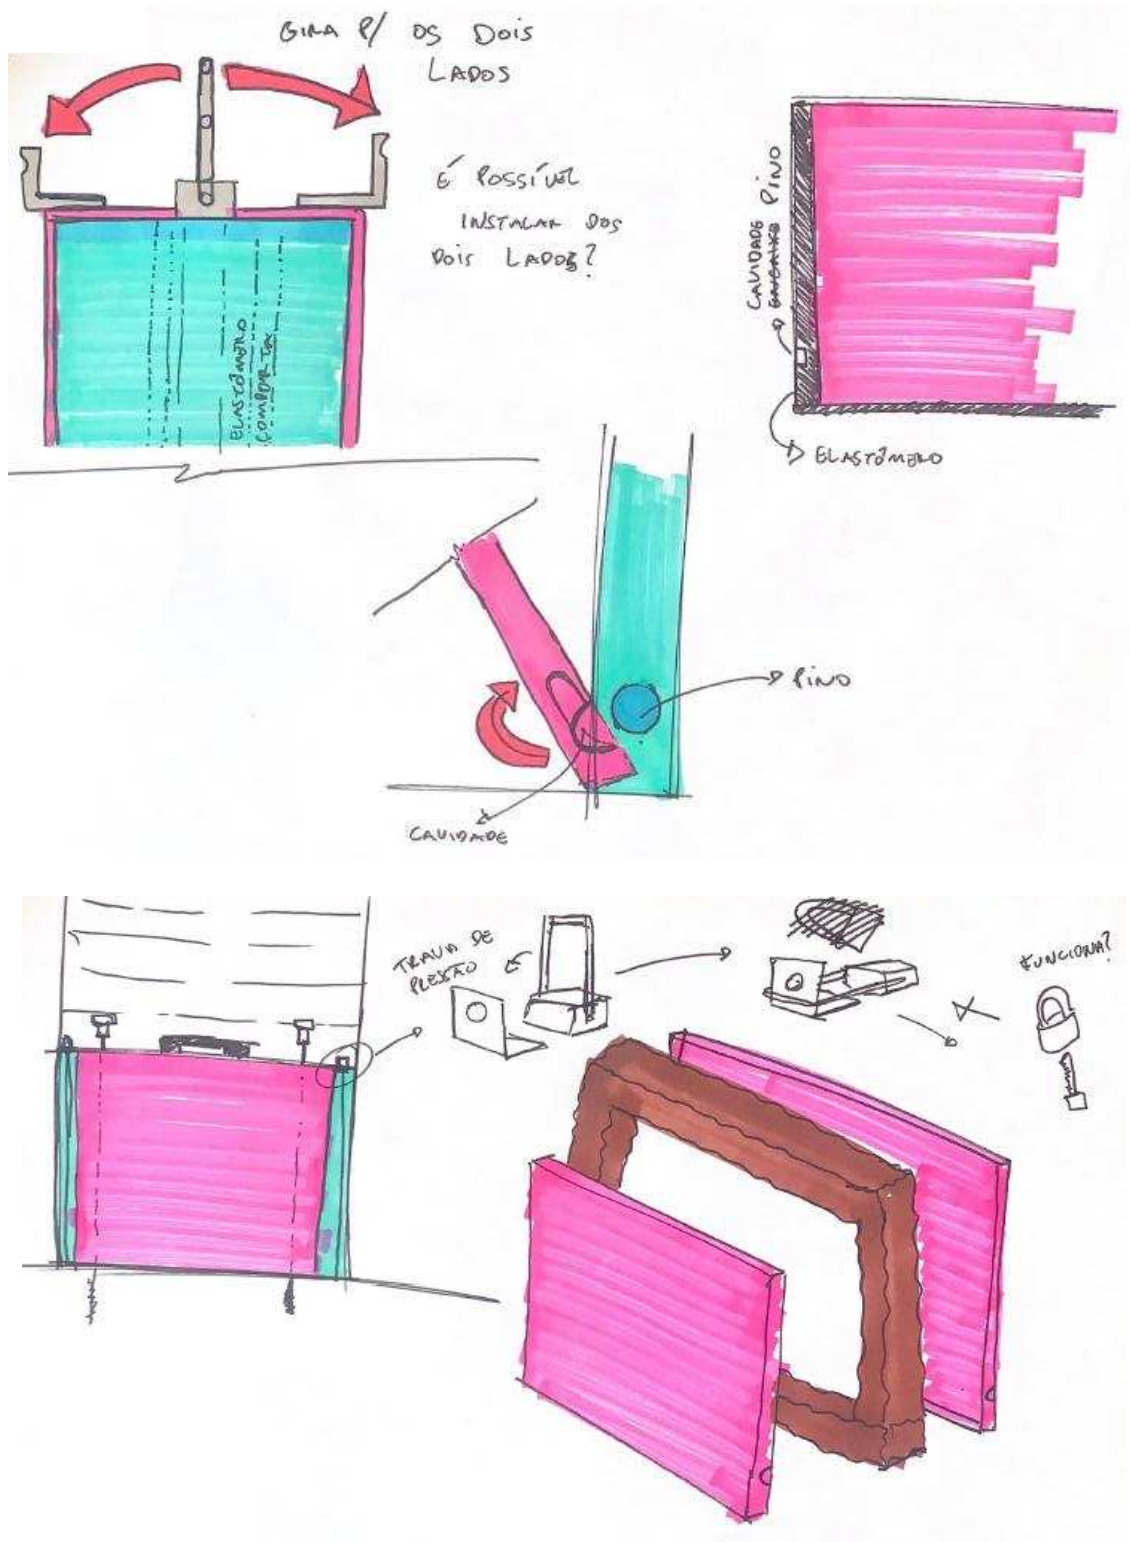 GIRA P/ OS DOIS
LADOS
É POSSÍVEL
INSTALAR DOS
DOIS LADOS?
ELASTÔMERO
COMPORTA
CAVIDADE PINO
ELASTÔMERO
PINO
CAVIDADE
TRAVA DE
PRESSÃO
FUNCIONA?